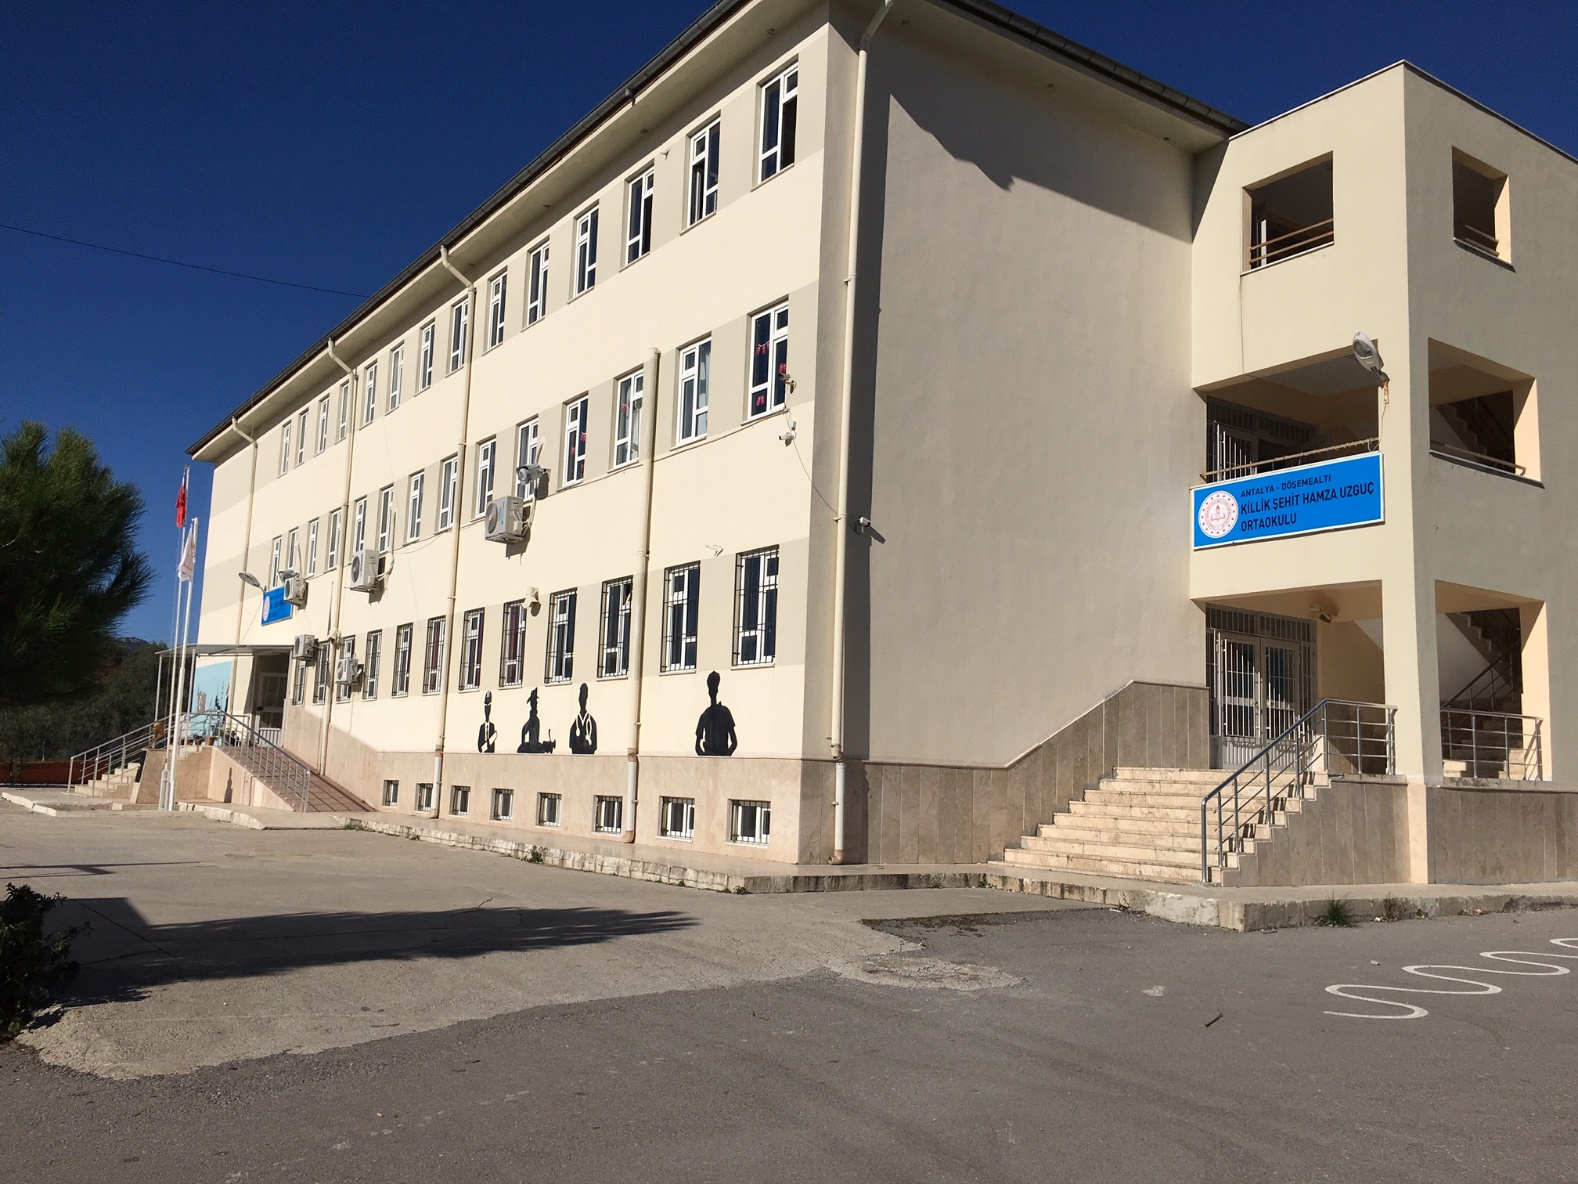 ANTALYA - DÖŞEMEALTI
KİLLİK ŞEHİT HAMZA UZGUÇ
ORTAOKULU